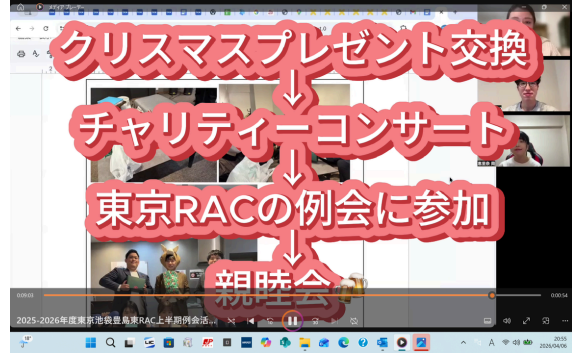 メディア プレーヤー
クリスマスプレゼント交換
↓
チャリティーコンサート
↓
東京RACの例会に参加
↓
親睦会🍻
0:09:03
0:00:54
2025-2026年度東京池袋豊島東RAC上半期例会活...
18°
A
20:55
2026/04/06